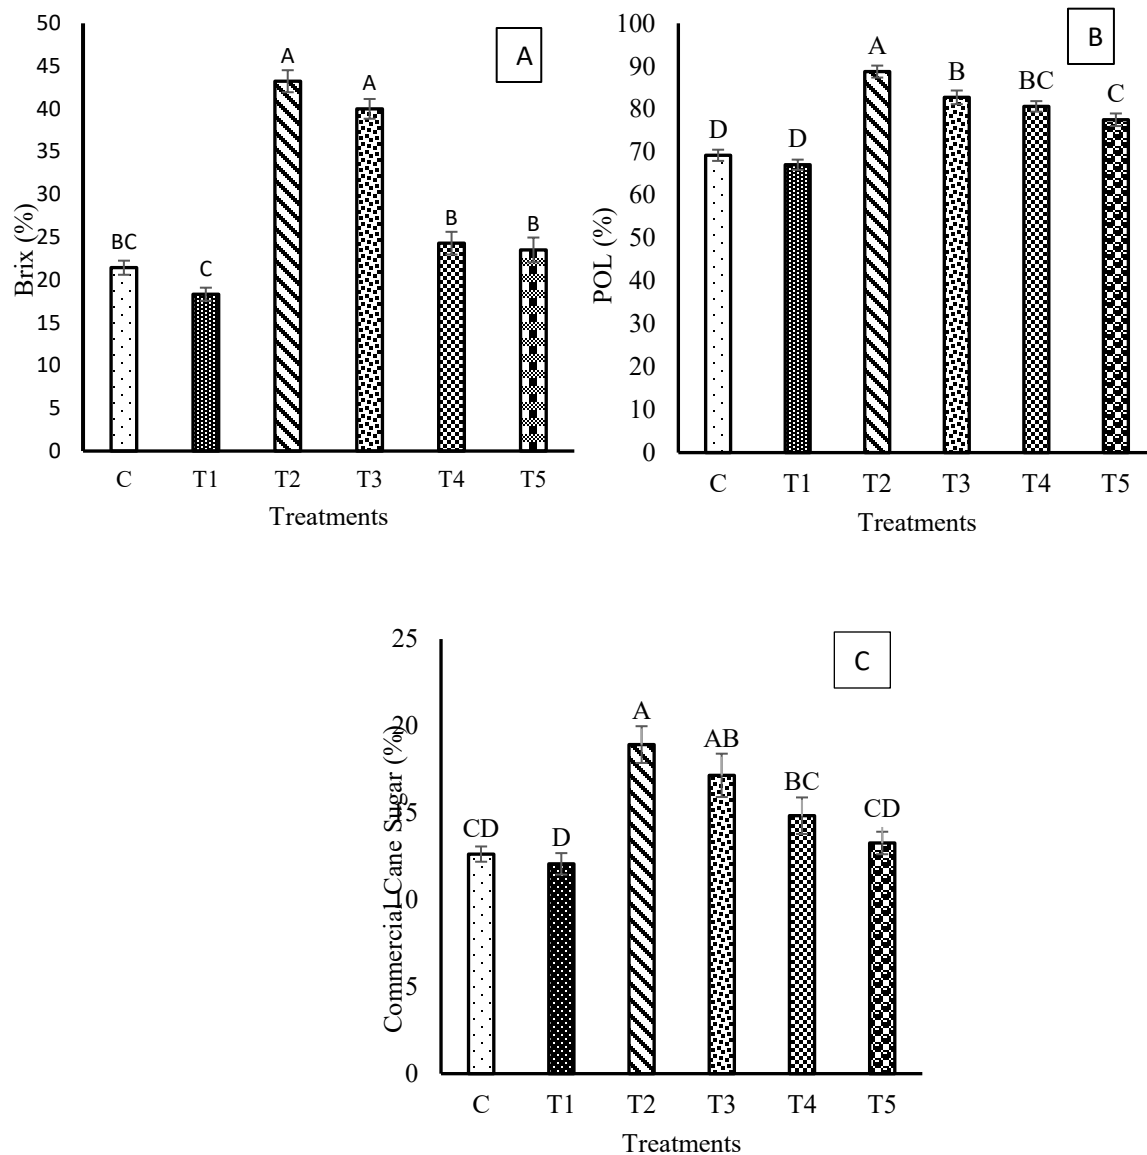 A
Brix (%)
50
45
40
35
30
25
20
15
10
5
0
BC
C
A
A
B
B
C T1 T2 T3 T4 T5
Treatments
B
POL (%)
100
90
80
70
60
50
40
30
20
10
0
D
D
A
B
BC
C
C T1 T2 T3 T4 T5
Treatments
C
Commercial Cane Sugar (%)
25
20
15
10
5
0
CD
D
A
AB
BC
CD
C T1 T2 T3 T4 T5
Treatments